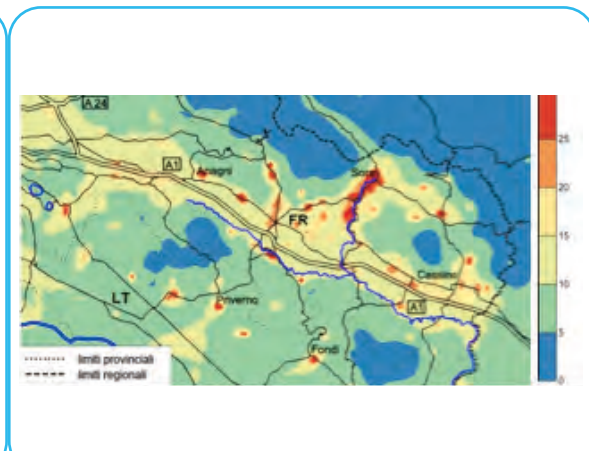 A 24
A1
Anagni
Sora
FR
LT
Priverno
Cassino
A1
Fondi
limiti provinciali
limiti regionali
25
20
15
10
5
0